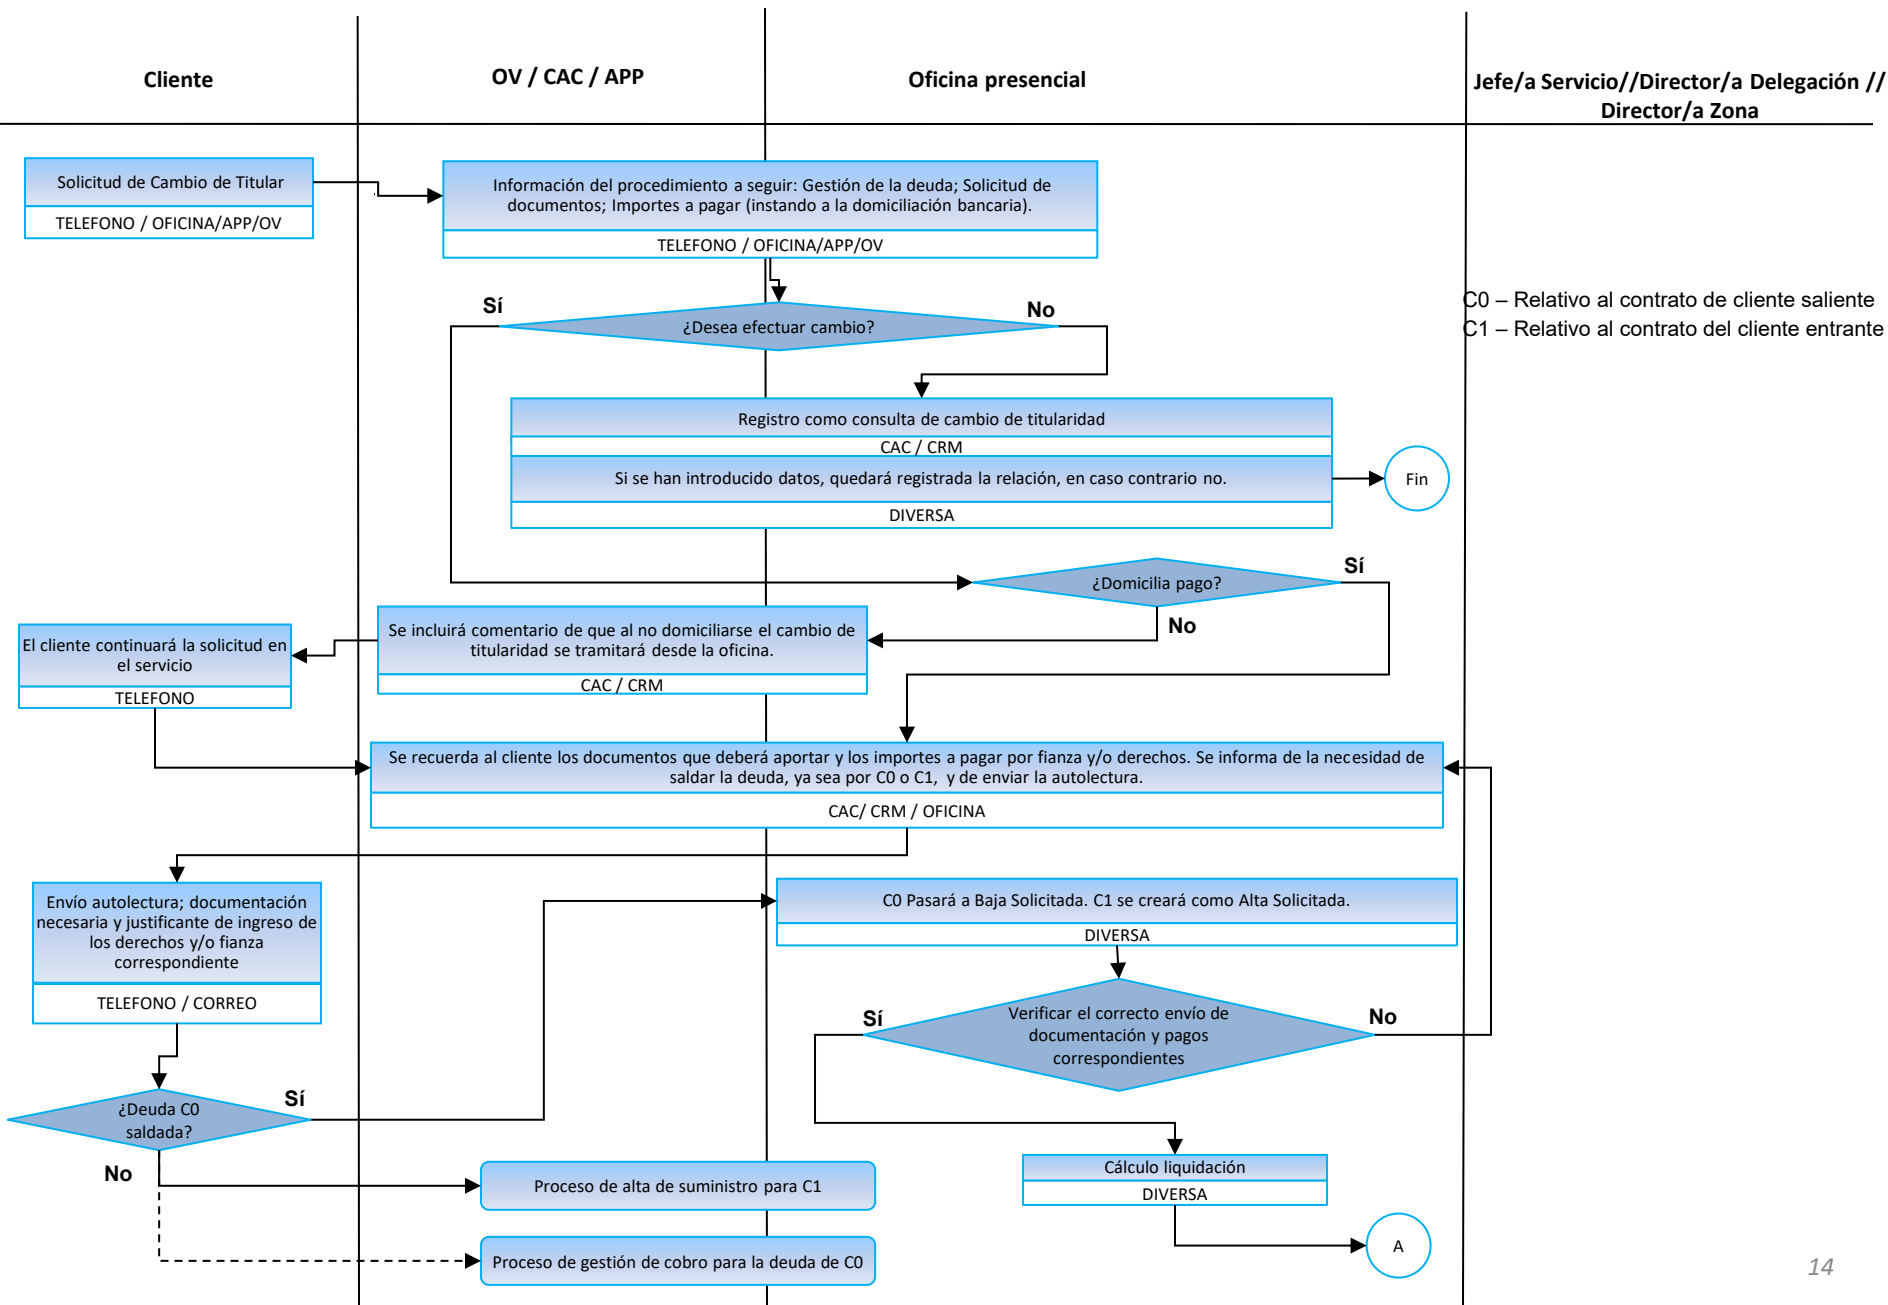 Cliente
OV / CAC / APP
Oficina presencial
Jefe/a Servicio//Director/a Delegación //
Director/a Zona
Solicitud de Cambio de Titular
TELEFONO / OFICINA/APP/OV
Información del procedimiento a seguir: Gestión de la deuda; Solicitud de
documentos; Importes a pagar (instando a la domiciliación bancaria).
TELEFONO / OFICINA/APP/OV
C0 – Relativo al contrato de cliente saliente
C1 – Relativo al contrato del cliente entrante
Sí
¿Desea efectuar cambio?
No
Registro como consulta de cambio de titularidad
CAC / CRM
Si se han introducido datos, quedará registrada la relación, en caso contrario no.
DIVERSA
Fin
¿Domicilia pago?
Sí
No
Se incluirá comentario de que al no domiciliarse el cambio de
titularidad se tramitará desde la oficina.
CAC / CRM
El cliente continuará la solicitud en
el servicio
TELEFONO
Se recuerda al cliente los documentos que deberá aportar y los importes a pagar por fianza y/o derechos. Se informa de la necesidad de
saldar la deuda, ya sea por C0 o C1, y de enviar la autolectura.
CAC/ CRM / OFICINA
Envío autolectura; documentación
necesaria y justificante de ingreso de
los derechos y/o fianza
correspondiente
TELEFONO / CORREO
C0 Pasará a Baja Solicitada. C1 se creará como Alta Solicitada.
DIVERSA
Sí
Verificar el correcto envío de
documentación y pagos
correspondientes
No
¿Deuda C0
saldada?
Sí
No
Proceso de alta de suministro para C1
Cálculo liquidación
DIVERSA
A
Proceso de gestión de cobro para la deuda de C0
14